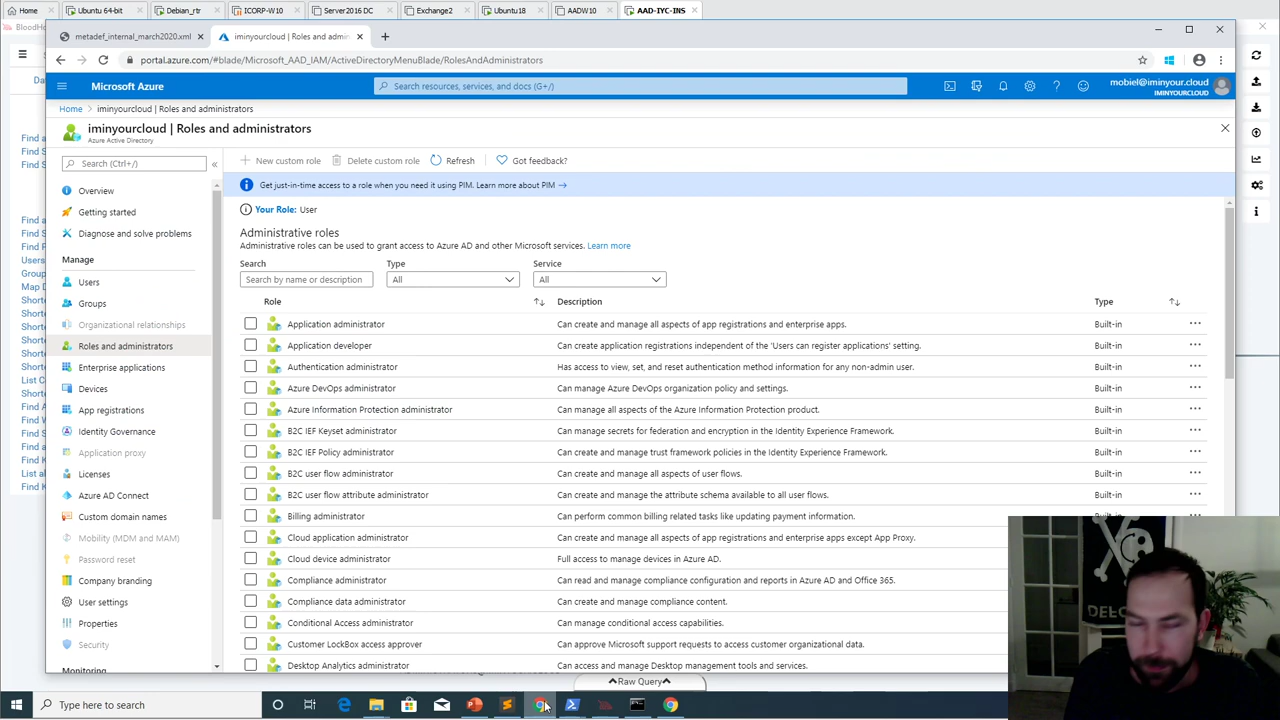 Home
Ubuntu 64-bit
Debian_rtr
ICORP-W10
Server2016 DC
Exchange2
Ubuntu18
AADW10
AAD-IYC-INS
metadef_internal_march2020.xml
iminyourcloud | Roles and admin
portal.azure.com/#blade/Microsoft_AAD_IAM/ActiveDirectoryMenuBlade/RolesAndAdministrators
Microsoft Azure
Search resources, services, and docs (G+/)
mobiel@iminyour.cloud
IMINYOURCLOUD
Home > iminyourcloud | Roles and administrators
iminyourcloud | Roles and administrators
Azure Active Directory
Search (Ctrl+/)
New custom role
Delete custom role
Refresh
Got feedback?
Get just-in-time access to a role when you need it using PIM. Learn more about PIM →
Overview
Getting started
Diagnose and solve problems
Manage
Users
Groups
Organizational relationships
Roles and administrators
Enterprise applications
Devices
App registrations
Identity Governance
Application proxy
Licenses
Azure AD Connect
Custom domain names
Mobility (MDM and MAM)
Password reset
Company branding
User settings
Properties
Security
Monitoring
Your Role: User
Administrative roles
Administrative roles can be used to grant access to Azure AD and other Microsoft services. Learn more
Search
Type
Service
Search by name or description
All
All
Role
Description
Type
Application administrator
Can create and manage all aspects of app registrations and enterprise apps.
Built-in
Application developer
Can create application registrations independent of the 'Users can register applications' setting.
Built-in
Authentication administrator
Has access to view, set, and reset authentication method information for any non-admin user.
Built-in
Azure DevOps administrator
Can manage Azure DevOps organization policy and settings.
Built-in
Azure Information Protection administrator
Can manage all aspects of the Azure Information Protection product.
Built-in
B2C IEF Keyset administrator
Can manage secrets for federation and encryption in the Identity Experience Framework.
Built-in
B2C IEF Policy administrator
Can create and manage trust framework policies in the Identity Experience Framework.
Built-in
B2C user flow administrator
Can create and manage all aspects of user flows.
Built-in
B2C user flow attribute administrator
Can create and manage the attribute schema available to all user flows.
Built-in
Billing administrator
Can perform common billing related tasks like updating payment information.
Built-in
Cloud application administrator
Can create and manage all aspects of app registrations and enterprise apps except App Proxy.
Cloud device administrator
Full access to manage devices in Azure AD.
Compliance administrator
Can read and manage compliance configuration and reports in Azure AD and Office 365.
Compliance data administrator
Can create and manage compliance content.
Conditional Access administrator
Can manage conditional access capabilities.
Customer LockBox access approver
Can approve Microsoft support requests to access customer organizational data.
Desktop Analytics administrator
Can access and manage Desktop management tools and services.
Raw Query
Type here to search